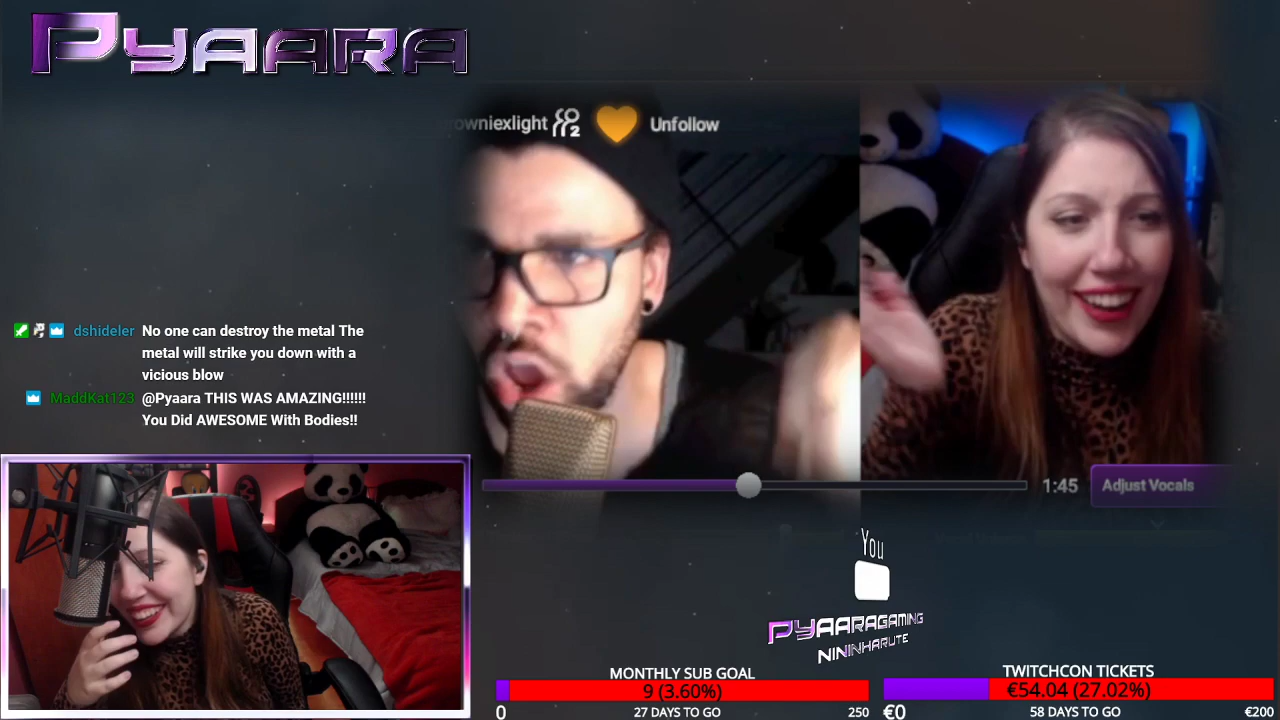 PYAARA
owniexlight
2
Unfollow
dshideler No one can destroy the metal The
metal will strike you down with a
vicious blow
MaddKat123 @Pyaara THIS WAS AMAZING!!!!!!
You Did AWESOME With Bodies!!
1:45
Adjust Vocals
You
PYAARAGAMING
NININHARUTE
MONTHLY SUB GOAL
9 (3.60%)
0
27 DAYS TO GO
250
TWITCHCON TICKETS
€54.04 (27.02%)
€0
58 DAYS TO GO
€200